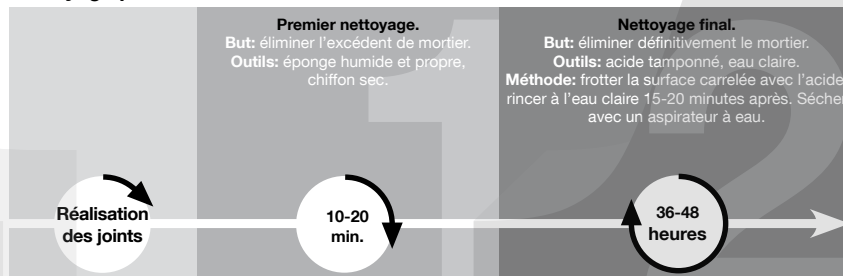 Premier nettoyage.
But: éliminer l'excédent de mortier.
Outils: éponge humide et propre,
chiffon sec.
Nettoyage final.
But: éliminer définitivement le mortier.
Outils: acide tamponné, eau claire.
Méthode: frotter la surface carrelée avec l'acide
rincer à l'eau claire 15-20 minutes après. Sécher
avec un aspirateur à eau.
1
2
Réalisation
des joints
10-20
min.
36-48
heures